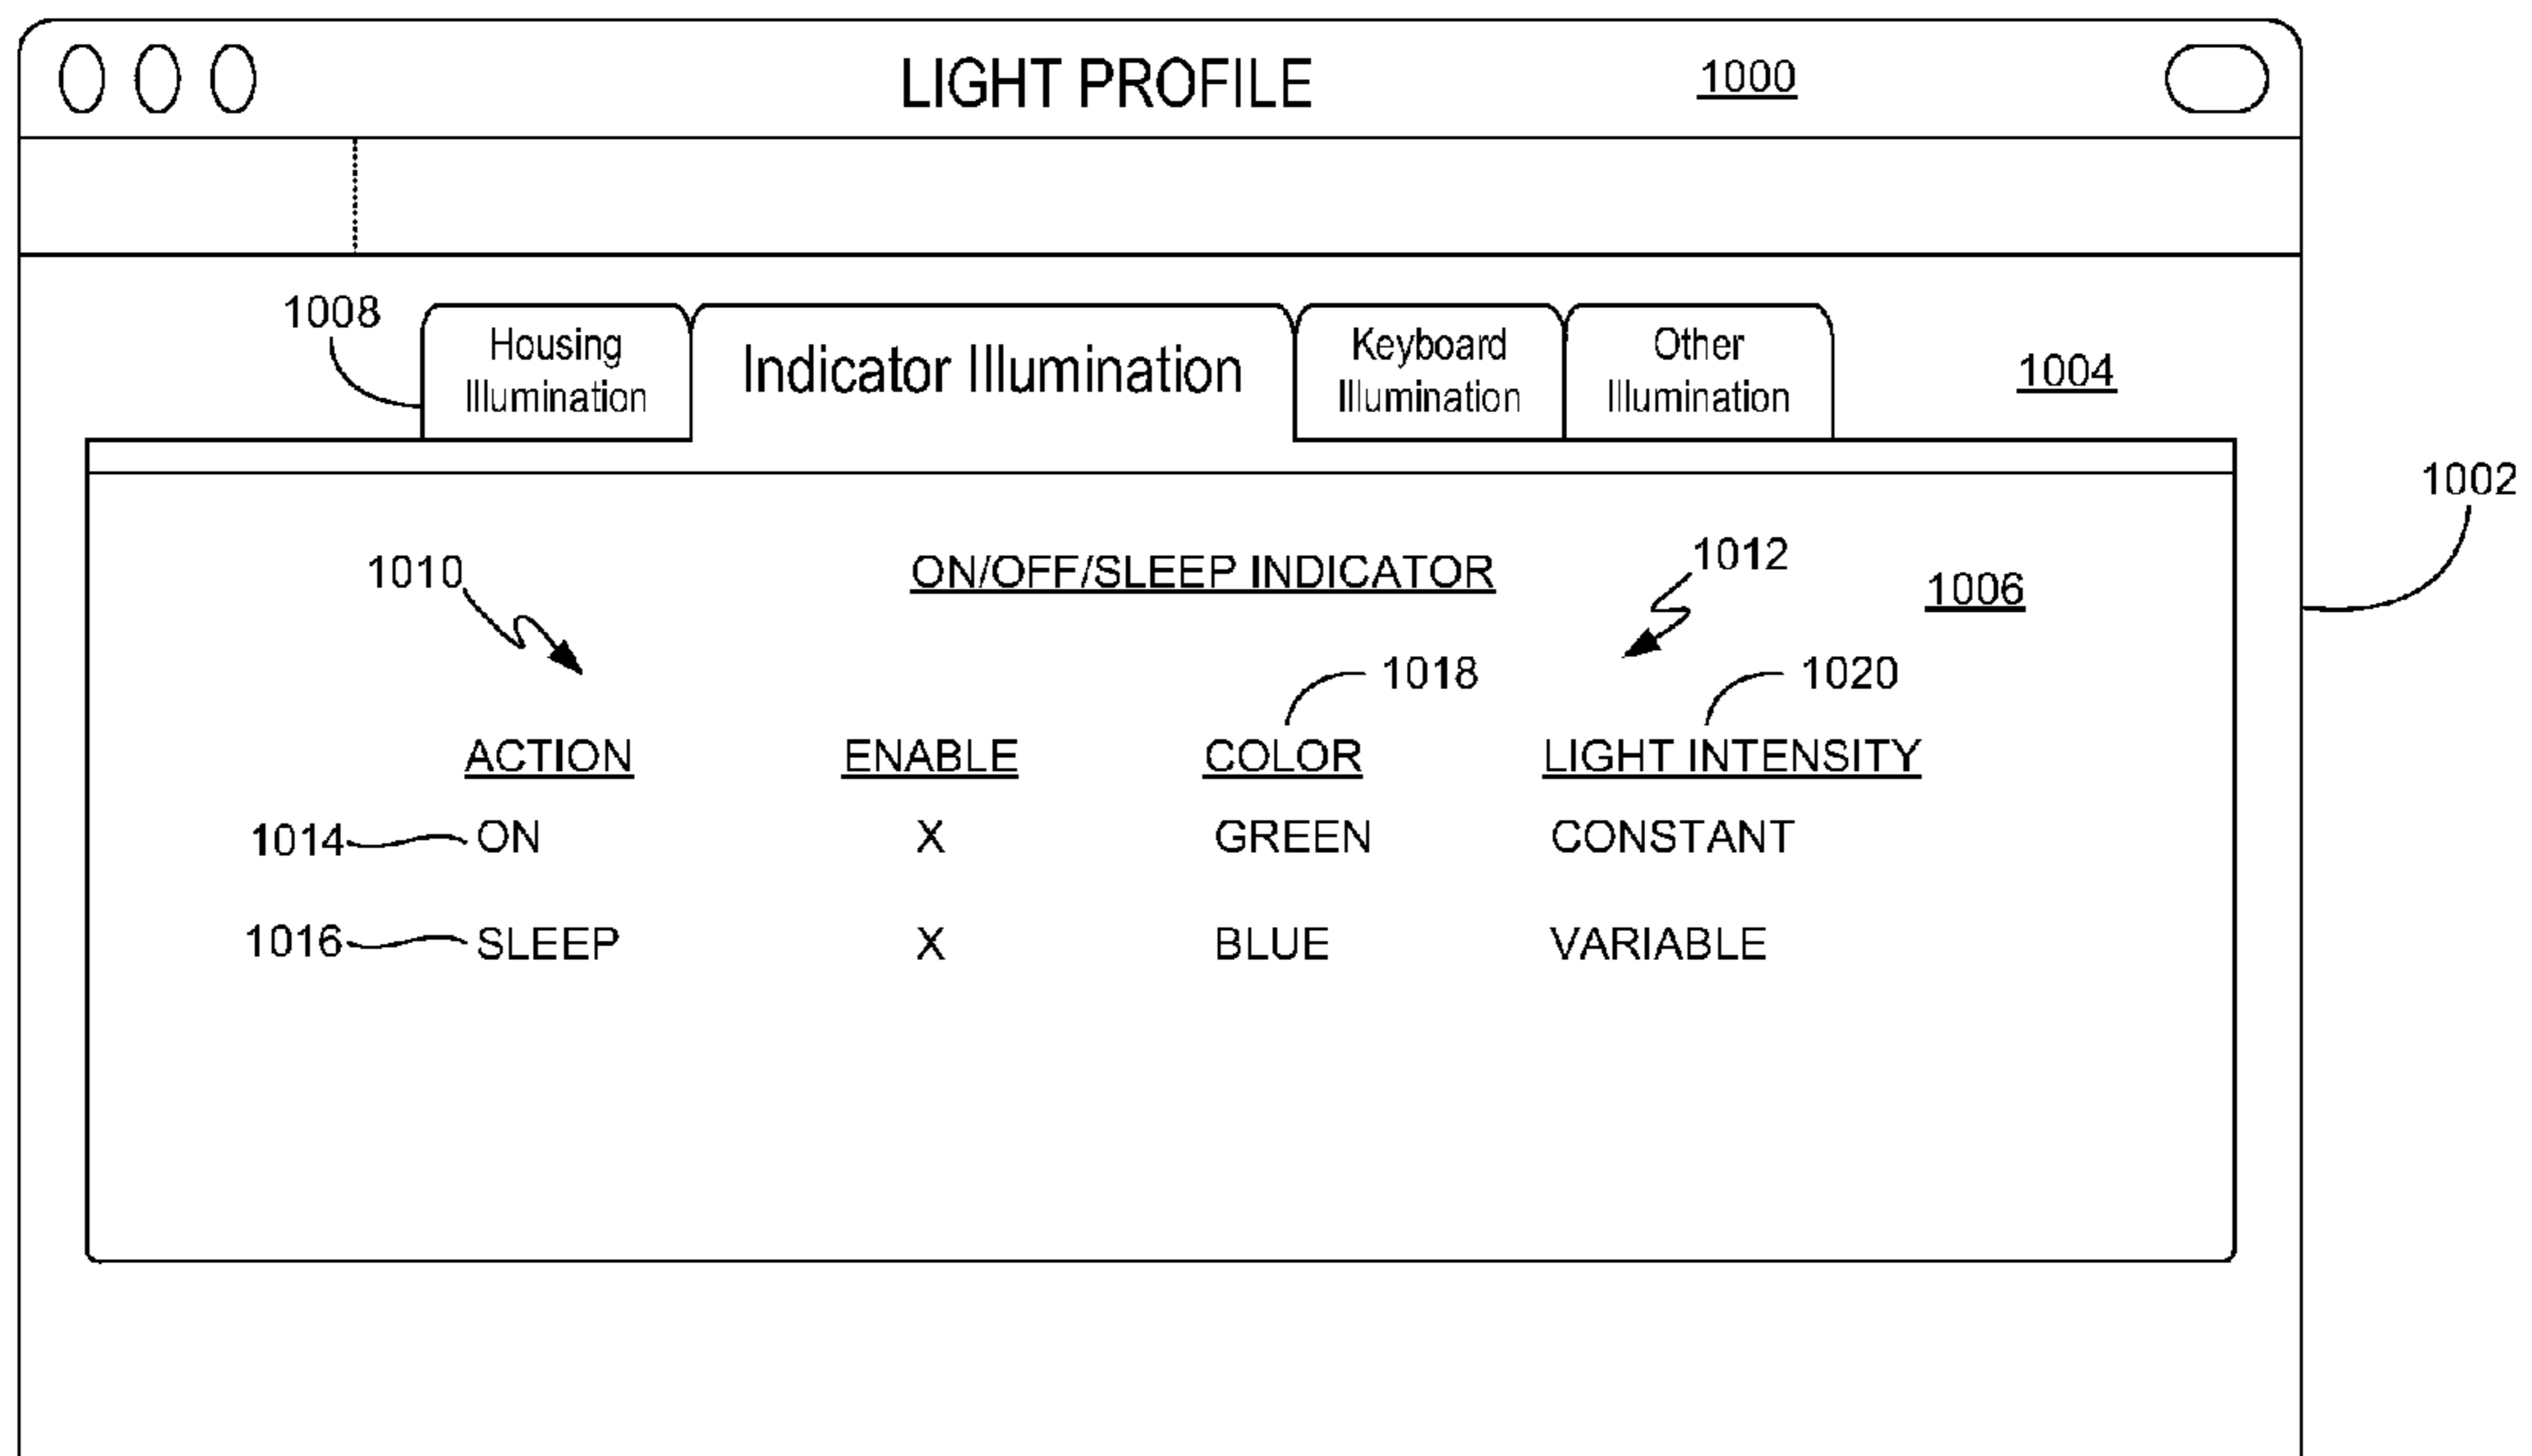 LIGHT PROFILE 1000
1008
Housing
Illumination
Indicator Illumination
Keyboard
Illumination
Other
Illumination
1004
1002
1010
ON/OFF/SLEEP INDICATOR
1012
1006
1018
1020
ACTION ENABLE COLOR LIGHT INTENSITY
1014 ON X GREEN CONSTANT
1016 SLEEP X BLUE VARIABLE